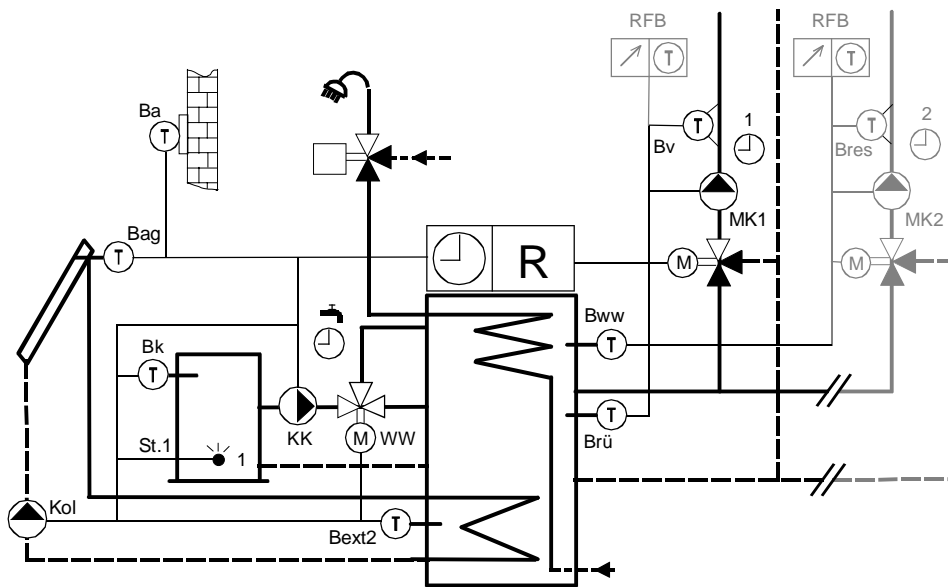 RFB
RFB
T
T
Ba
T
T
Bv
1
T
Bres
2
MK1
MK2
Bag
T
R
M
M
Bww
T
Bk
T
KK
M
WW
T
Brü
St.1
1
Kol
Bext2
T